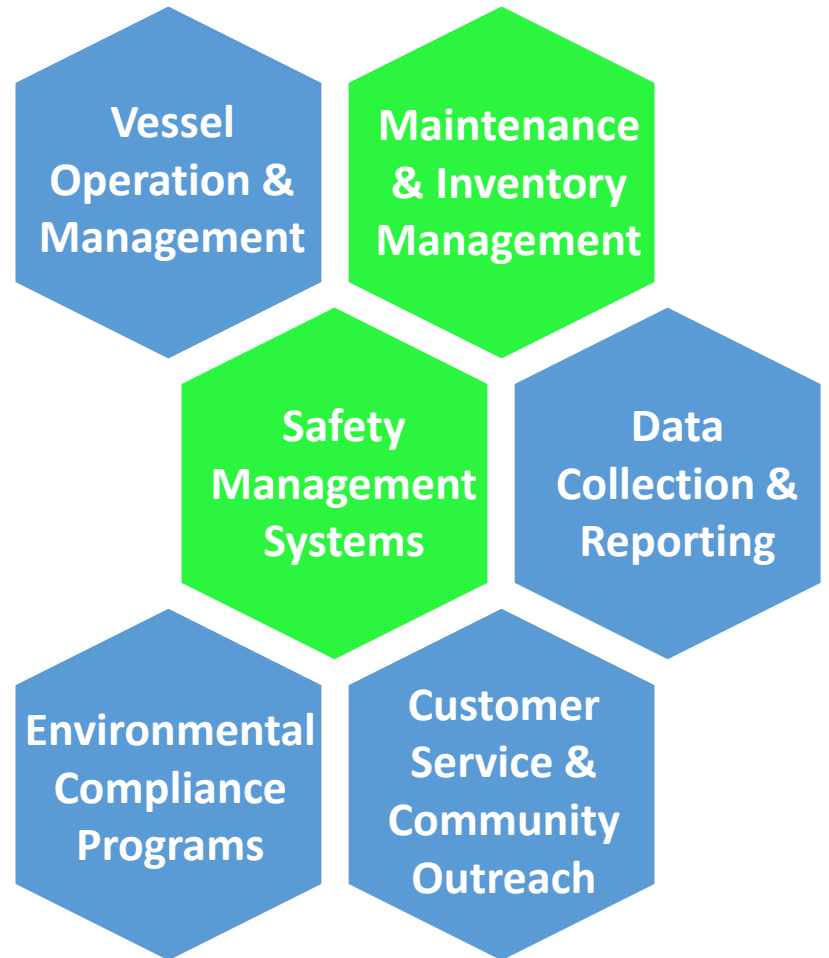 Vessel
Operation &
Management
Maintenance
& Inventory
Management
Safety
Management
Systems
Data
Collection &
Reporting
Environmental
Compliance
Programs
Customer
Service &
Community
Outreach